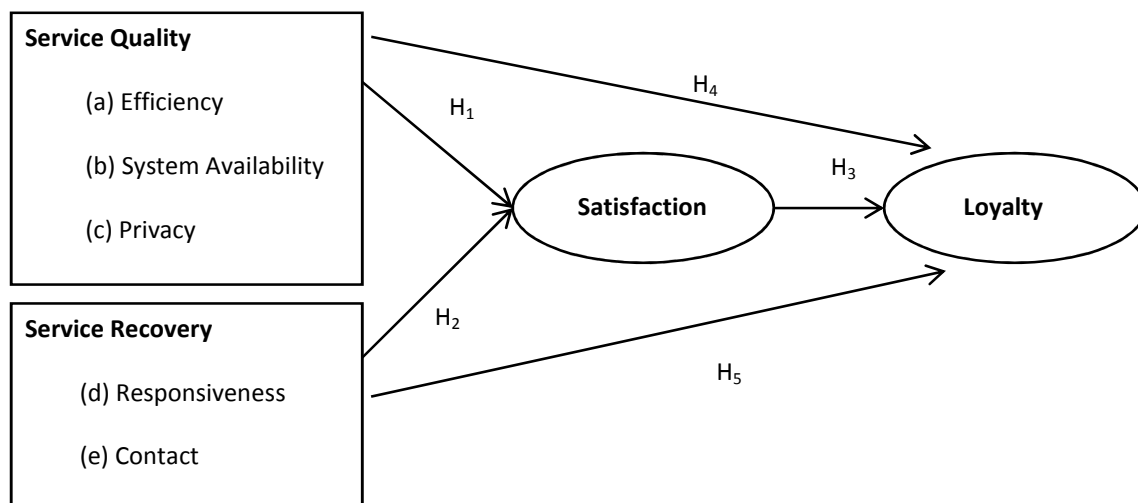 Service Quality
(a) Efficiency
(b) System Availability
(c) Privacy
Service Recovery
(d) Responsiveness
(e) Contact
H₁
H₂
H₄
H₃
H₅
Satisfaction
Loyalty